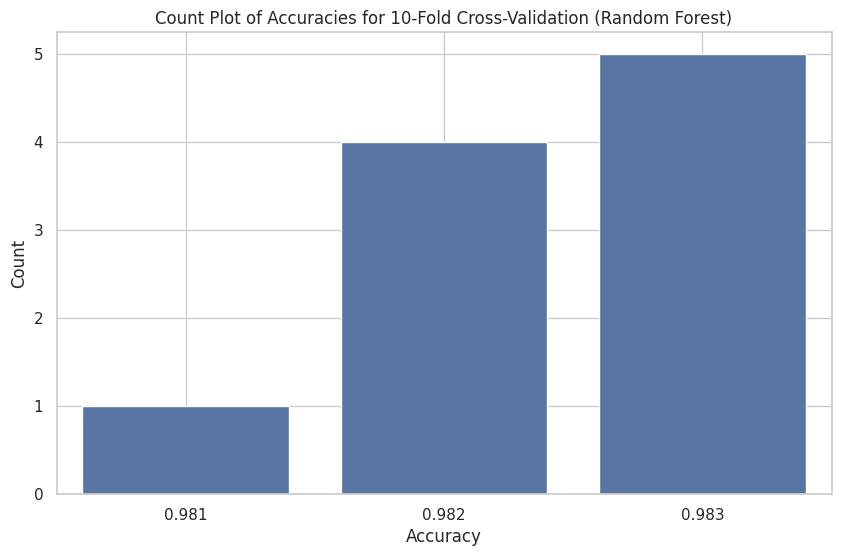 Count Plot of Accuracies for 10-Fold Cross-Validation (Random Forest)
Count
5
4
3
2
1
0
0.981 0.982 0.983
Accuracy